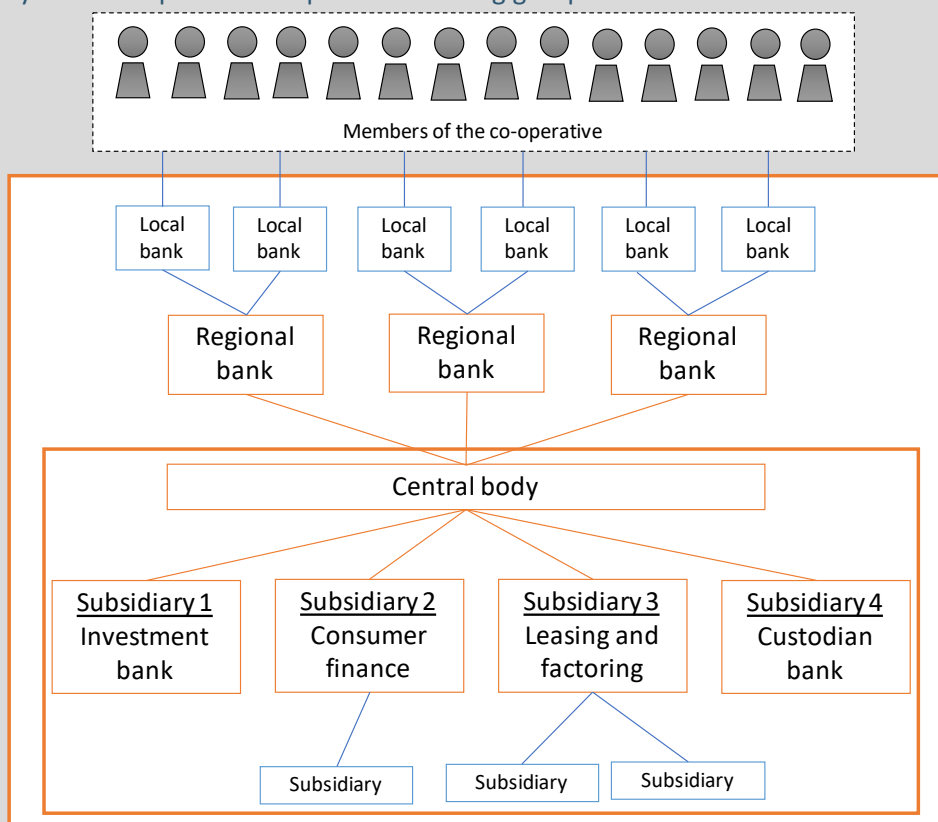 Members of the co-operative
Local
bank
Local
bank
Local
bank
Local
bank
Local
bank
Local
bank
Regional
bank
Regional
bank
Regional
bank
Central body
Subsidiary 1
Investment
bank
Subsidiary 2
Consumer
finance
Subsidiary 3
Leasing and
factoring
Subsidiary 4
Custodian
bank
Subsidiary
Subsidiary
Subsidiary